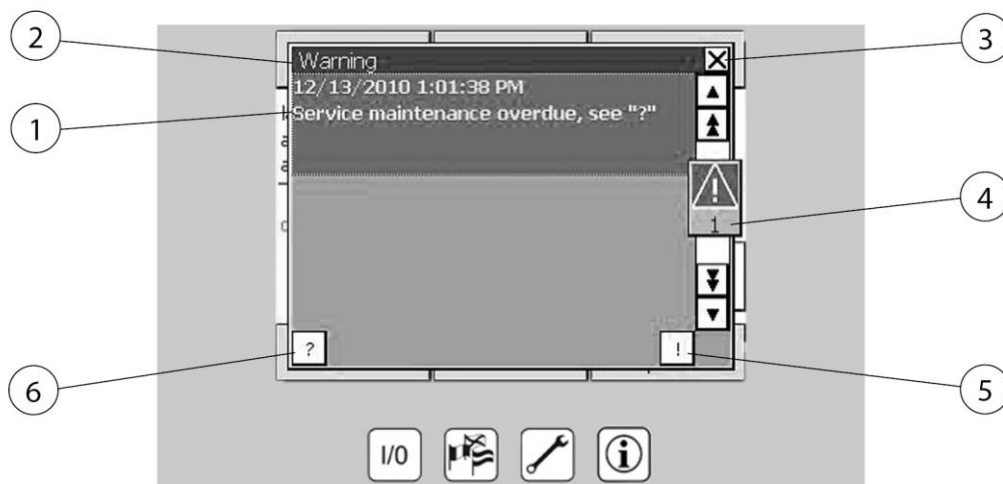 2
Warning
3
12/13/2010 1:01:38 PM
1
Service maintenance overdue, see "?"
!
1
4
?
!
6
5
I/0
i